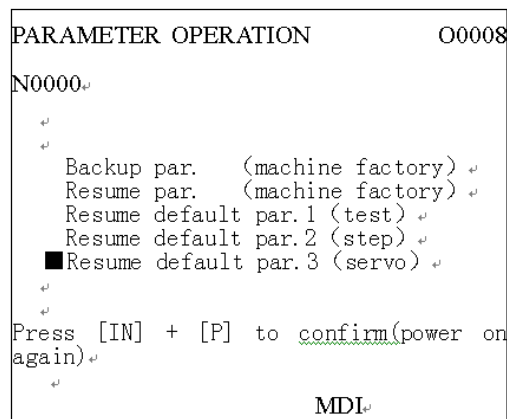 PARAMETER OPERATION O0008
N0000
Backup par. (machine factory)
Resume par. (machine factory)
Resume default par.1 (test)
Resume default par.2 (step)
Resume default par.3 (servo)
Press [IN] + [P] to confirm(power on
again)
MDI